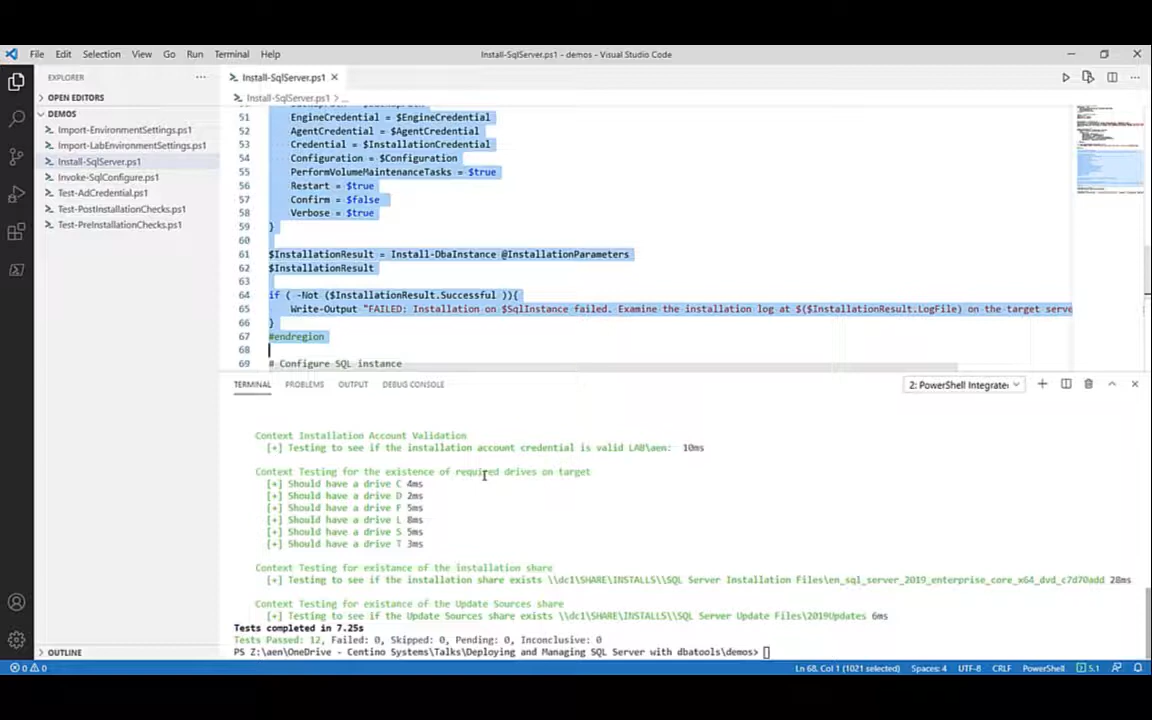 File Edit Selection View Go Run Terminal Help
Install-SqlServer.ps1 - demos - Visual Studio Code
EXPLORER
OPEN EDITORS
DEMOS
Import-EnvironmentSettings.ps1
Import-LabEnvironmentSettings.ps1
Install-SqlServer.ps1
Invoke-SqlConfigure.ps1
Test-AdCredential.ps1
Test-PostInstallationChecks.ps1
Test-PreInstallationChecks.ps1
OUTLINE
Install-SqlServer.ps1
Install-SqlServer.ps1 > ...
51 EngineCredential = $EngineCredential
52 AgentCredential = $AgentCredential
53 Credential = $InstallationCredential
54 Configuration = $Configuration
55 PerformVolumeMaintenanceTasks = $true
56 Restart = $true
57 Confirm = $false
58 Verbose = $true
59 }
60
61 $InstallationResult = Install-DbaInstance @InstallationParameters
62 $InstallationResult
63
64 if ( -Not ($InstallationResult.Successful )){
65 Write-Output "FAILED: Installation on $SqlInstance failed. Examine the installation log at $($InstallationResult.LogFile) on the target serve
66 }
67 #endregion
68
69 # Configure SQL instance
TERMINAL PROBLEMS OUTPUT DEBUG CONSOLE
2: PowerShell Integrate
Context Installation Account Validation
[+] Testing to see if the installation account credential is valid LAB\aen: 10ms
Context Testing for the existence of required drives on target
[+] Should have a drive C 4ms
[+] Should have a drive D 2ms
[+] Should have a drive F 5ms
[+] Should have a drive L 8ms
[+] Should have a drive S 5ms
[+] Should have a drive T 3ms
Context Testing for existance of the installation share
[+] Testing to see if the installation share exists \\dc1\SHARE\INSTALLS\\SQL Server Installation Files\en_sql_server_2019_enterprise_core_x64_dvd_c7d70add 28ms
Context Testing for existance of the Update Sources share
[+] Testing to see if the Update Sources share exists \\dc1\SHARE\INSTALLS\\SQL Server Update Files\2019Updates 6ms
Tests completed in 7.25s
Tests Passed: 12, Failed: 0, Skipped: 0, Pending: 0, Inconclusive: 0
PS Z:\aen\OneDrive - Centino Systems\Talks\Deploying and Managing SQL Server with dbatools\demos>
0 0 Ln 68, Col 1 (1021 selected) Spaces: 4 UTF-8 CRLF PowerShell 5.1